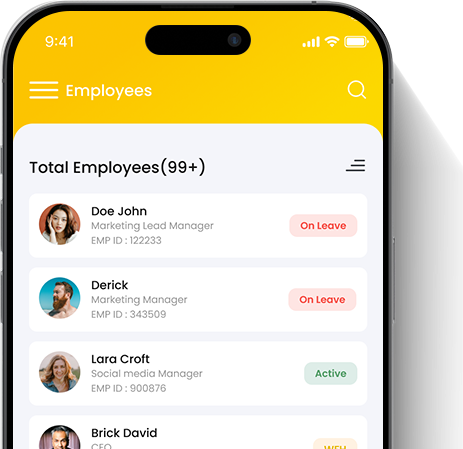 9:41
Employees
Total Employees(99+)
Doe John
Marketing Lead Manager
EMP ID : 122233
On Leave
Derick
Marketing Manager
EMP ID : 343509
On Leave
Lara Croft
Social media Manager
EMP ID : 900876
Active
Brick David
CEO
WFH